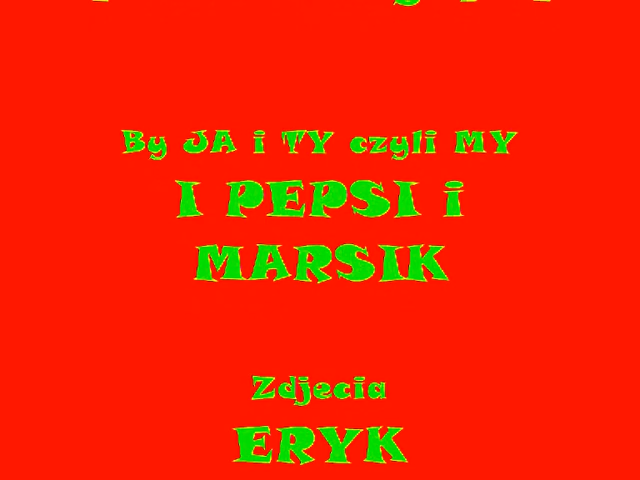 By JA i TY czyli MY
I PEPSI i
MARSIK
Zdjecia
ERYK